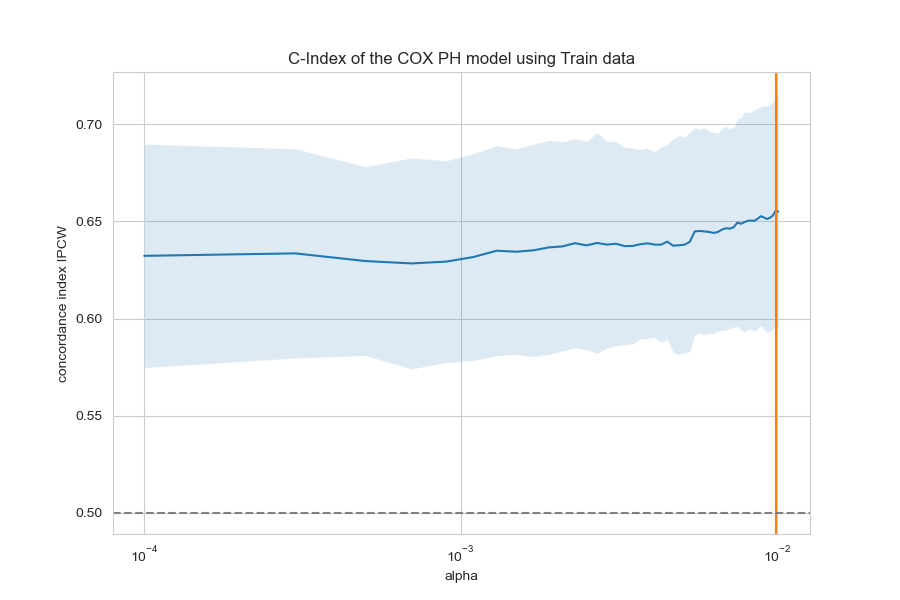 C-Index of the COX PH model using Train data
concordance index IPCW
0.70
0.65
0.60
0.55
0.50
10⁻⁴
10⁻³
10⁻²
alpha